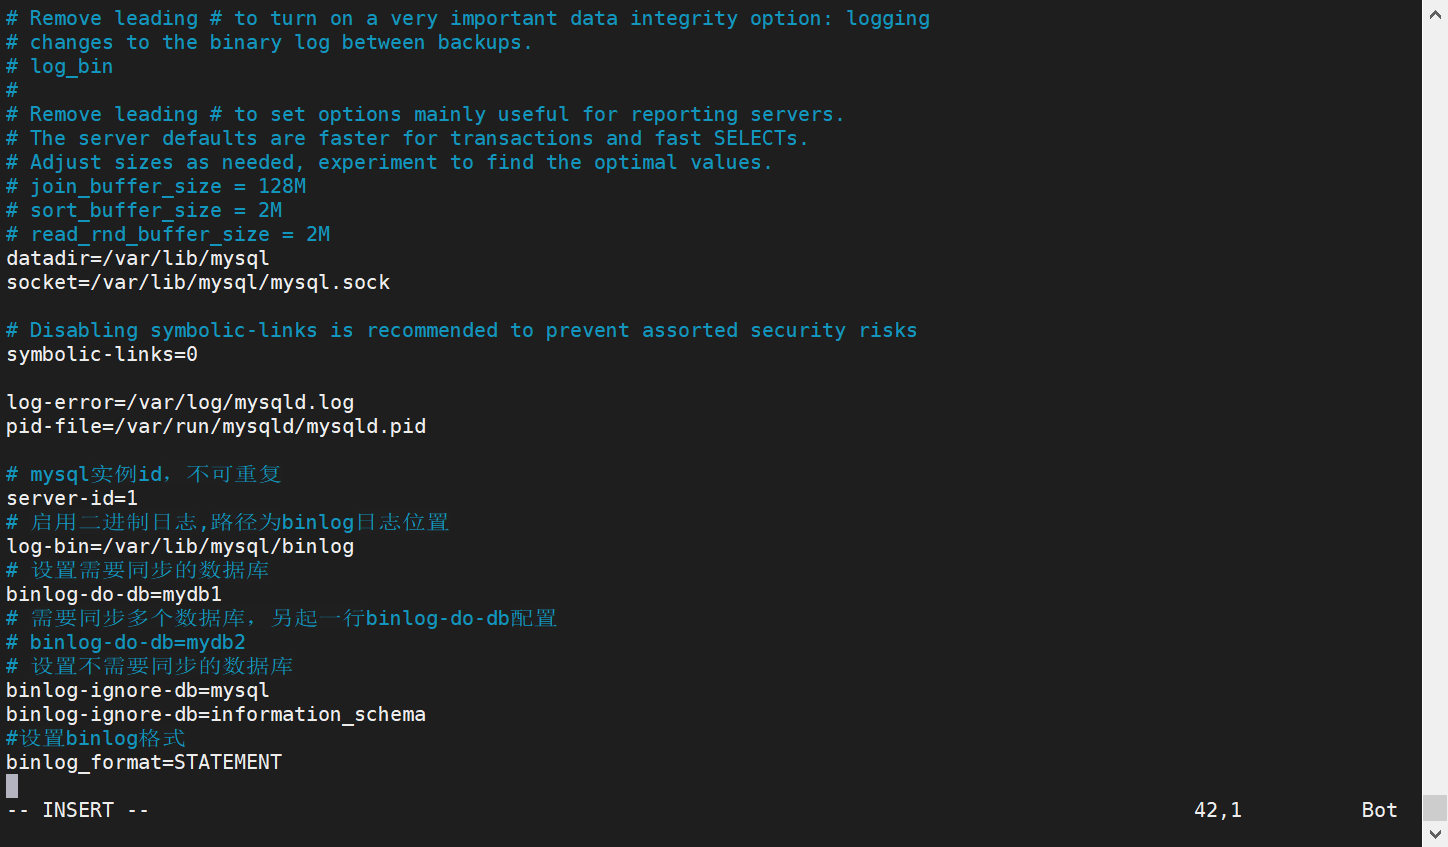 # Remove leading # to turn on a very important data integrity option: logging
# changes to the binary log between backups.
# log_bin
#
# Remove leading # to set options mainly useful for reporting servers.
# The server defaults are faster for transactions and fast SELECTs.
# Adjust sizes as needed, experiment to find the optimal values.
# join_buffer_size = 128M
# sort_buffer_size = 2M
# read_rnd_buffer_size = 2M
datadir=/var/lib/mysql
socket=/var/lib/mysql/mysql.sock
# Disabling symbolic-links is recommended to prevent assorted security risks
symbolic-links=0
log-error=/var/log/mysqld.log
pid-file=/var/run/mysqld/mysqld.pid
# mysql实例id，不可重复
server-id=1
# 启用二进制日志,路径为binlog日志位置
log-bin=/var/lib/mysql/binlog
# 设置需要同步的数据库
binlog-do-db=mydb1
# 需要同步多个数据库，另起一行binlog-do-db配置
# binlog-do-db=mydb2
# 设置不需要同步的数据库
binlog-ignore-db=mysql
binlog-ignore-db=information_schema
#设置binlog格式
binlog_format=STATEMENT
-- INSERT -- 42,1 Bot